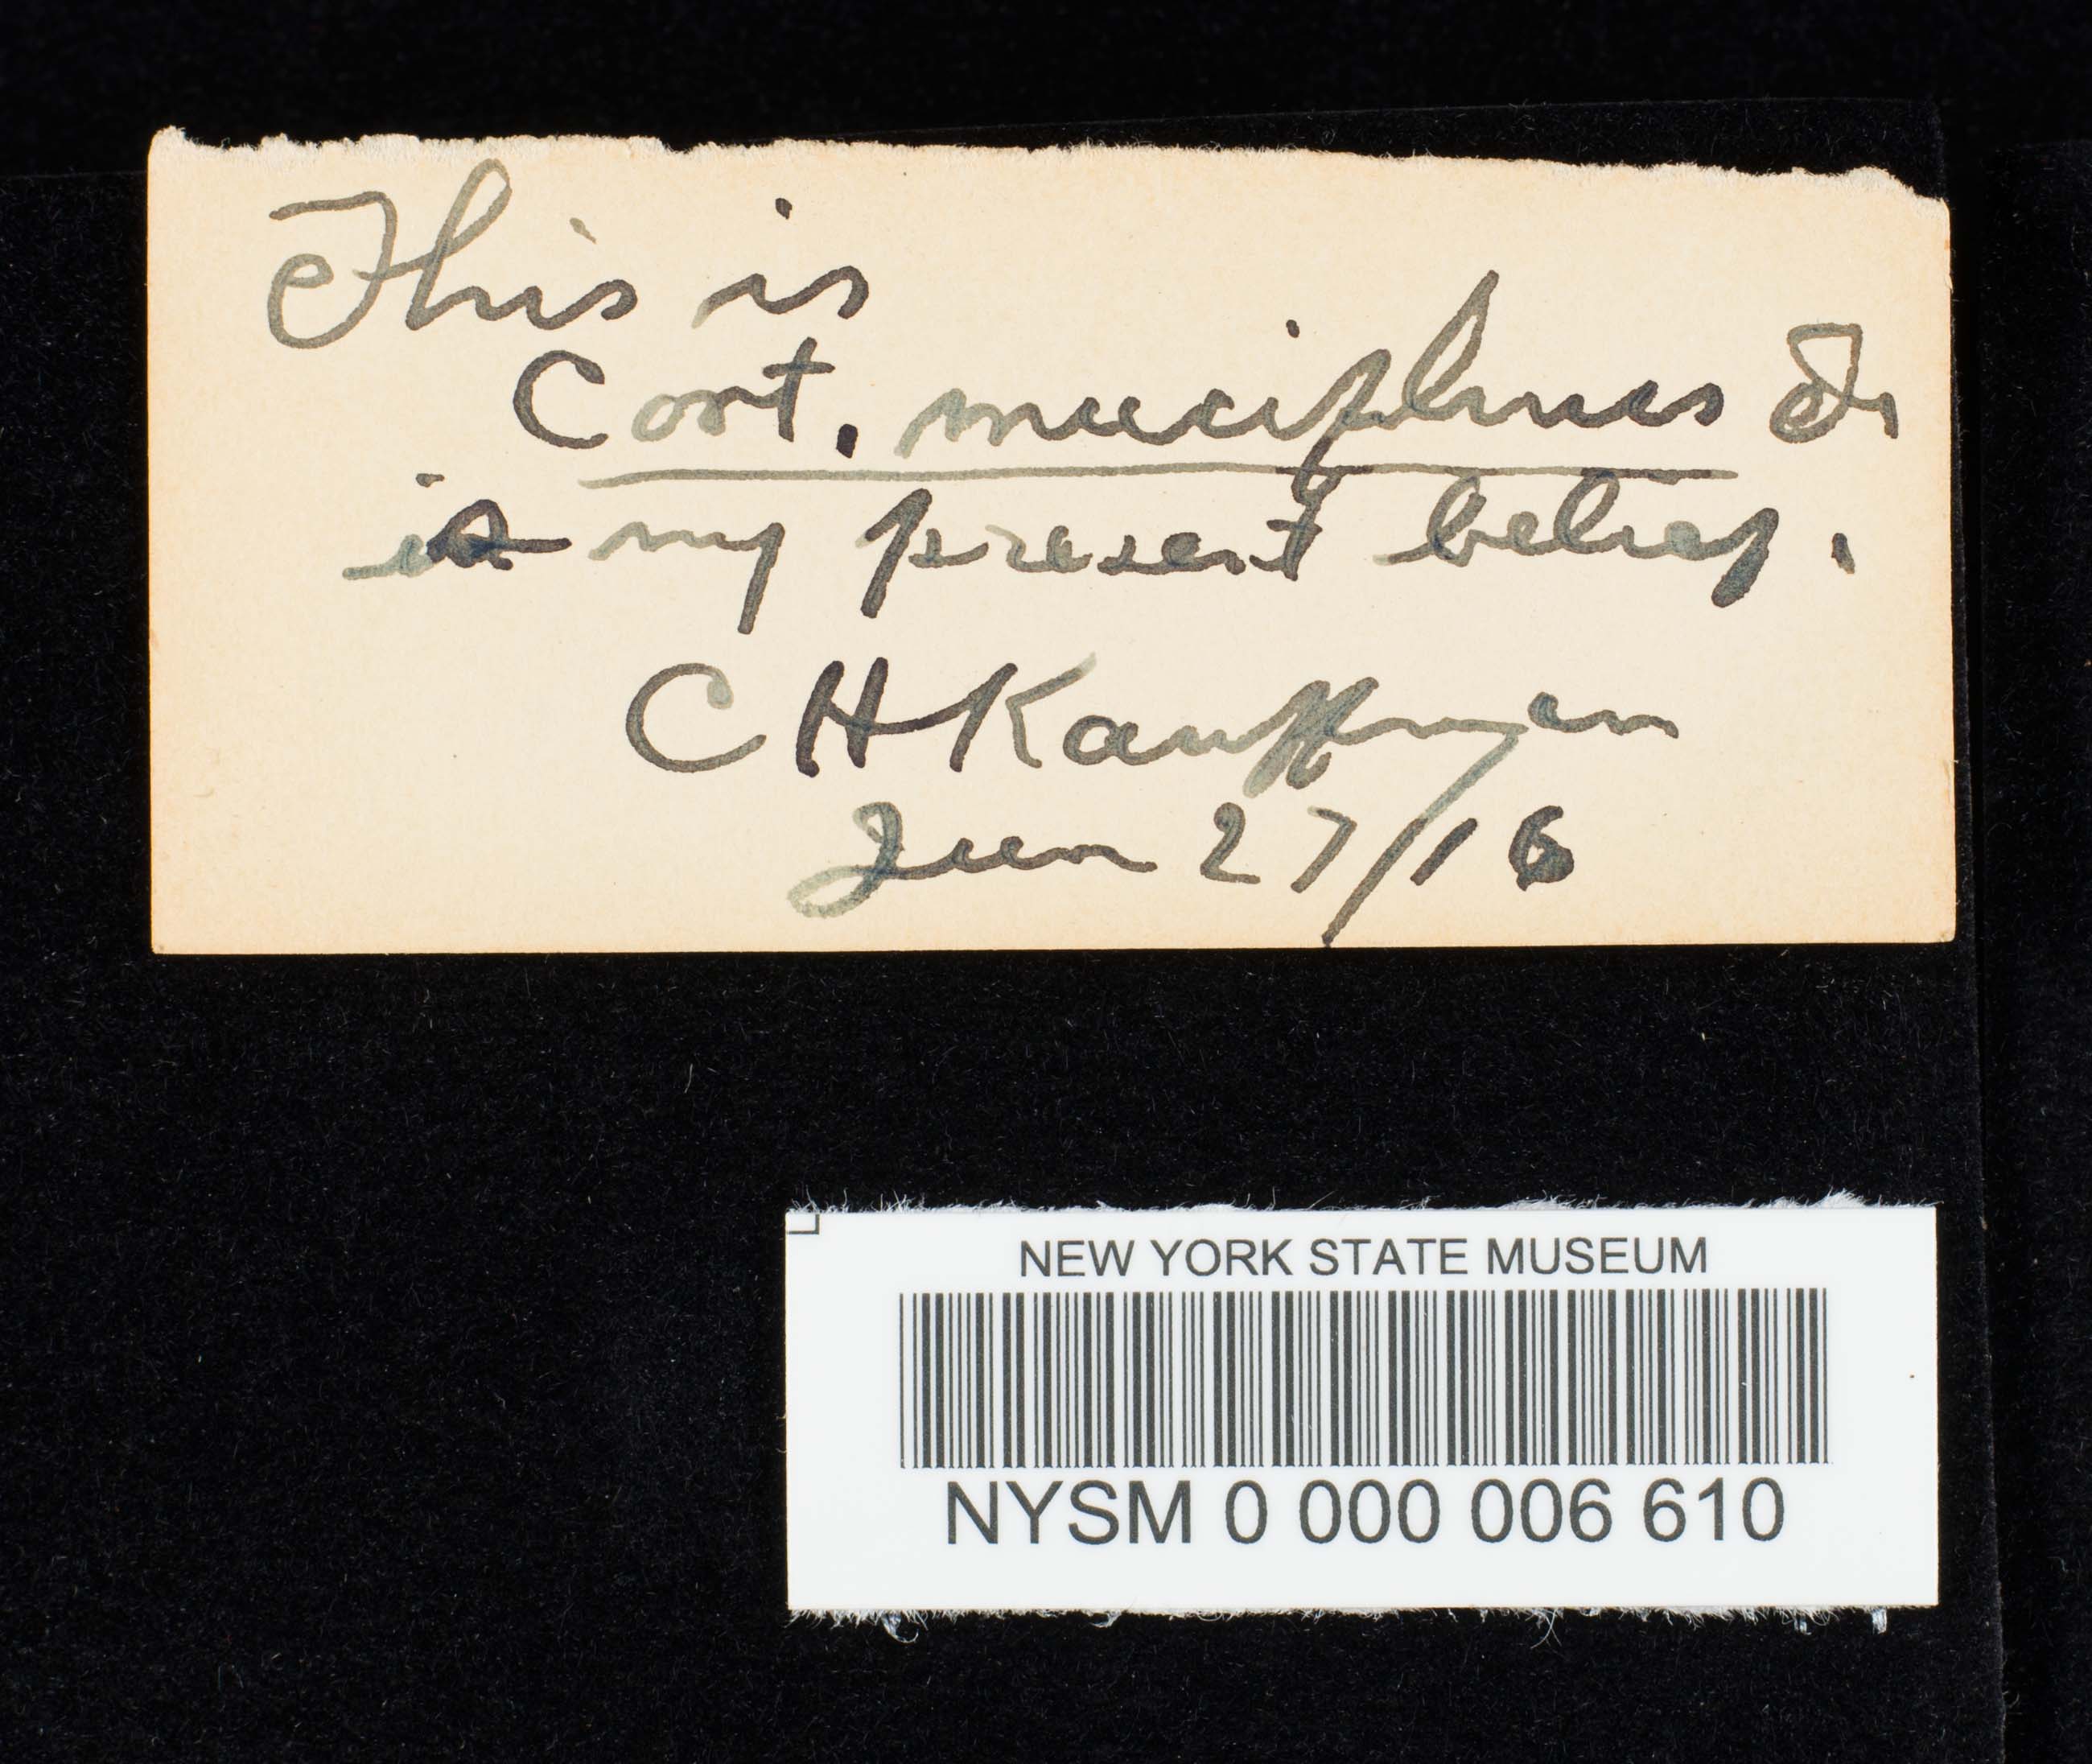 This is
Cort. mucifluus Fr
is my present belief.
C H Kauffman
Jun 27/16
NEW YORK STATE MUSEUM
NYSM 0 000 006 610